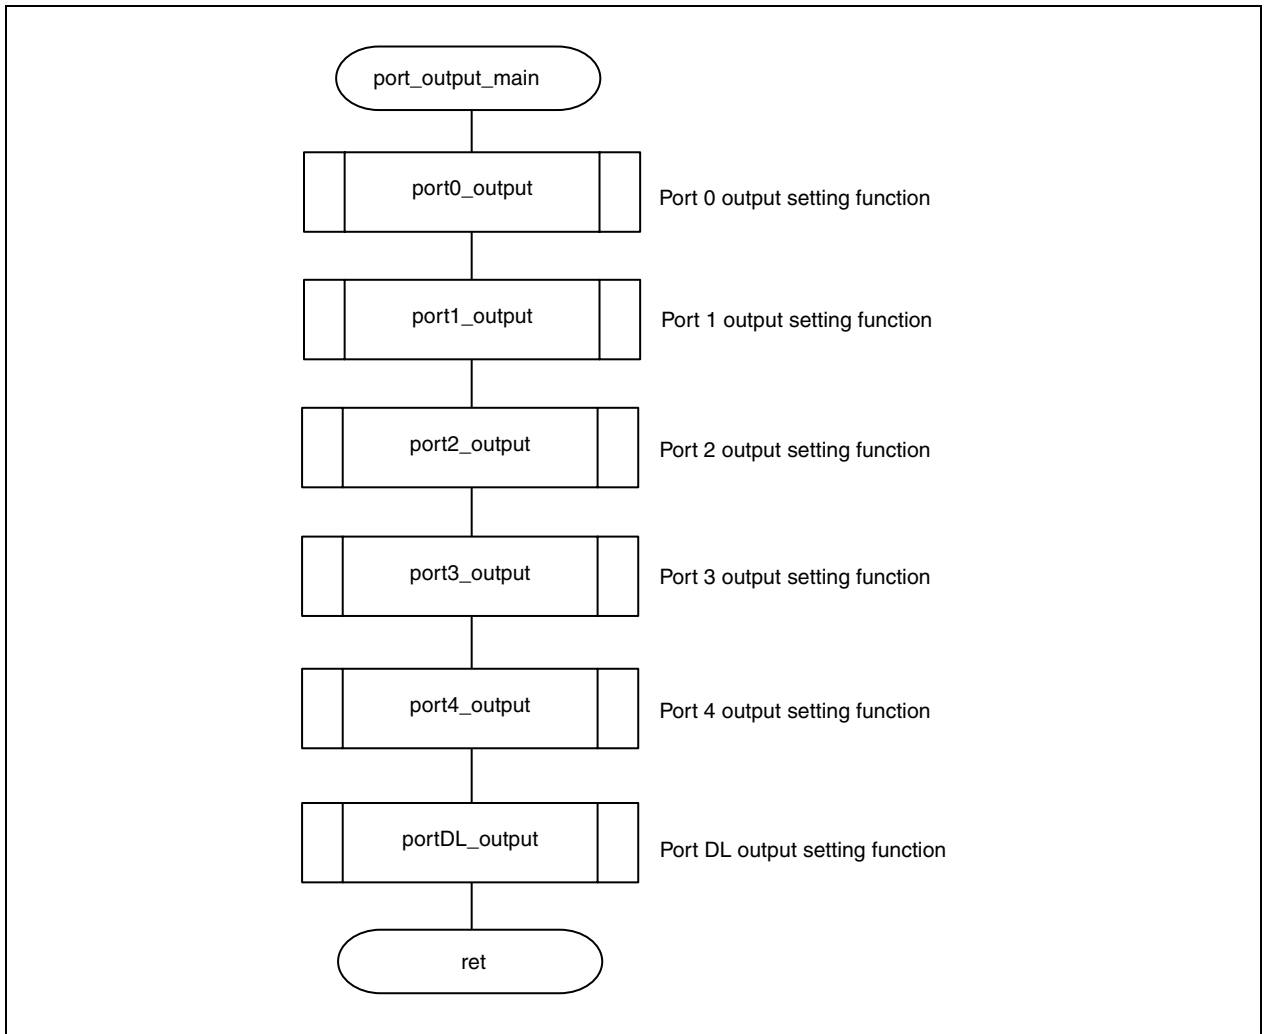 port_output_main
port0_output
Port 0 output setting function
port1_output
Port 1 output setting function
port2_output
Port 2 output setting function
port3_output
Port 3 output setting function
port4_output
Port 4 output setting function
portDL_output
Port DL output setting function
ret